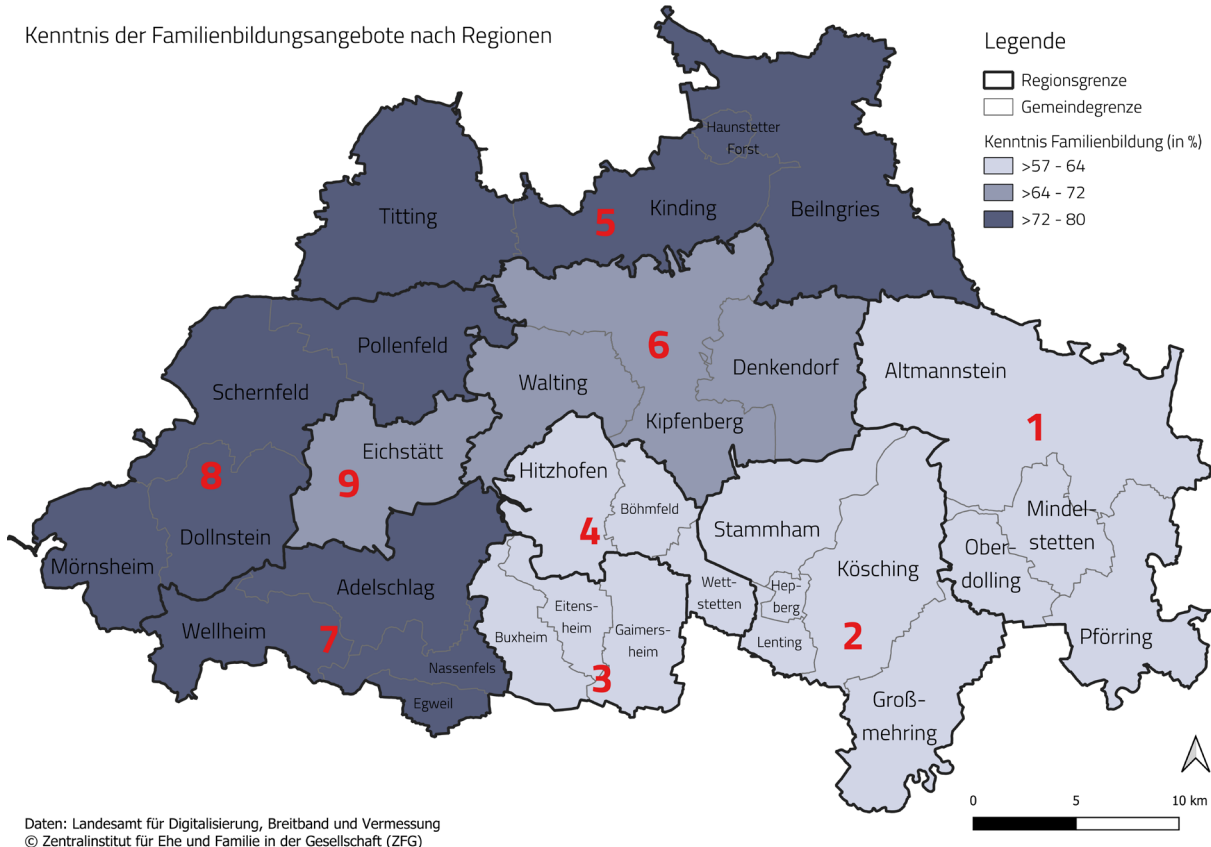 Kenntnis der Familienbildungsangebote nach Regionen
Legende
Regionsgrenze
Gemeindegrenze
Kenntnis Familienbildung (in %)
>57 - 64
>64 - 72
>72 - 80
Haunstetter
Forst
Titting
5
Kinding
Beilngries
Pollenfeld
6
Schernfeld
Walting
Denkendorf
Altmannstein
Kipfenberg
1
Eichstätt
8
9
Hitzhofen
Böhmfeld
4
Stammham
Mindel-
stetten
Dollnstein
Mörnsheim
Ober-
dolling
Adelschlag
Kösching
Wett-
stetten
Hep-
berg
Eitens-
heim
Wellheim
7
Buxheim
Gaimers-
heim
Lenting
2
Pförring
Nassenfels
3
Egweil
Groß-
mehring
0
5
10 km
Daten: Landesamt für Digitalisierung, Breitband und Vermessung
© Zentralinstitut für Ehe und Familie in der Gesellschaft (ZFG)